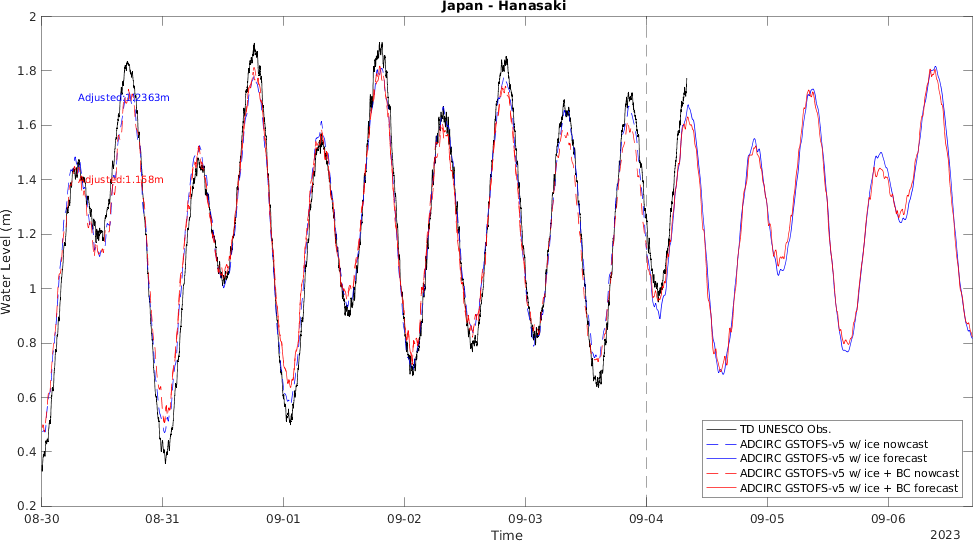 Japan - Hanasaki
2
1.8
1.6
1.4
1.2
1
0.8
0.6
0.4
0.2
Water Level (m)
Adjusted:1.158m
TD UNESCO Obs.
ADCIRC GSTOFS-v5 w/ ice nowcast
ADCIRC GSTOFS-v5 w/ ice forecast
ADCIRC GSTOFS-v5 w/ ice + BC nowcast
ADCIRC GSTOFS-v5 w/ ice + BC forecast
08-30
08-31
09-01
09-02
09-03
09-04
09-05
09-06
Time
2023